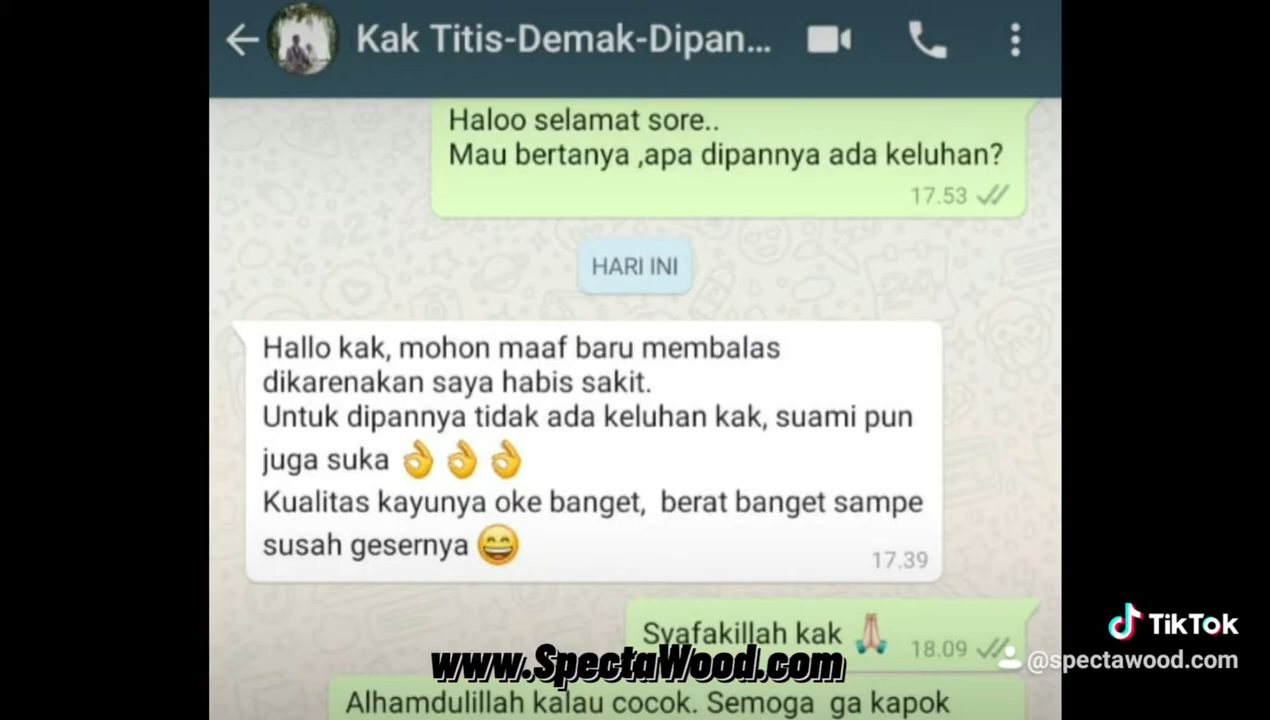 Kak Titis-Demak-Dipan...
Haloo selamat sore..
Mau bertanya ,apa dipannya ada keluhan?
17.53
HARI INI
Hallo kak, mohon maaf baru membalas
dikarenakan saya habis sakit.
Untuk dipannya tidak ada keluhan kak, suami pun
juga suka 👌👌👌
Kualitas kayunya oke banget, berat banget sampe
susah gesernya 😄
17.39
Syafakillah kak 🙏
18.09
www.SpectaWood.com
Alhamdulillah kalau cocok. Semoga ga kapok
TikTok
@spectawood.com